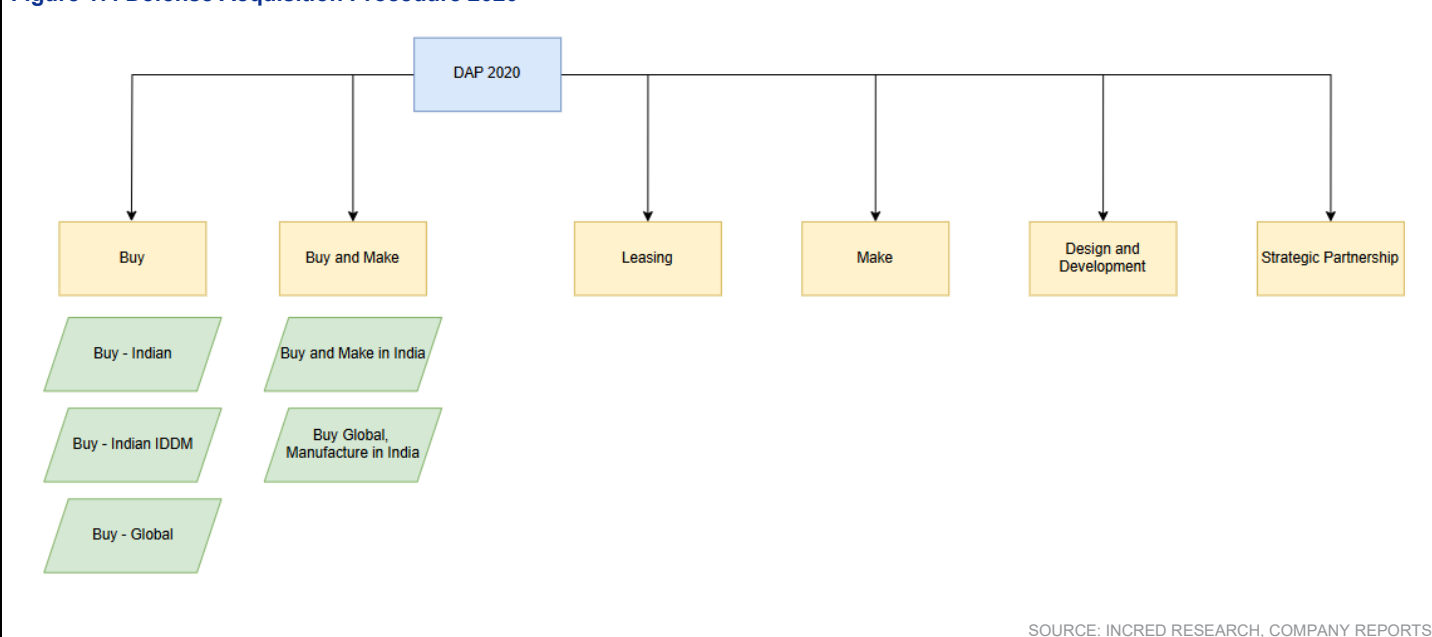 DAP 2020
Buy
Buy and Make
Leasing
Make
Design and
Development
Strategic Partnership
Buy - Indian
Buy and Make in India
Buy - Indian IDDM
Buy Global,
Manufacture in India
Buy - Global
SOURCE: INCRED RESEARCH, COMPANY REPORTS